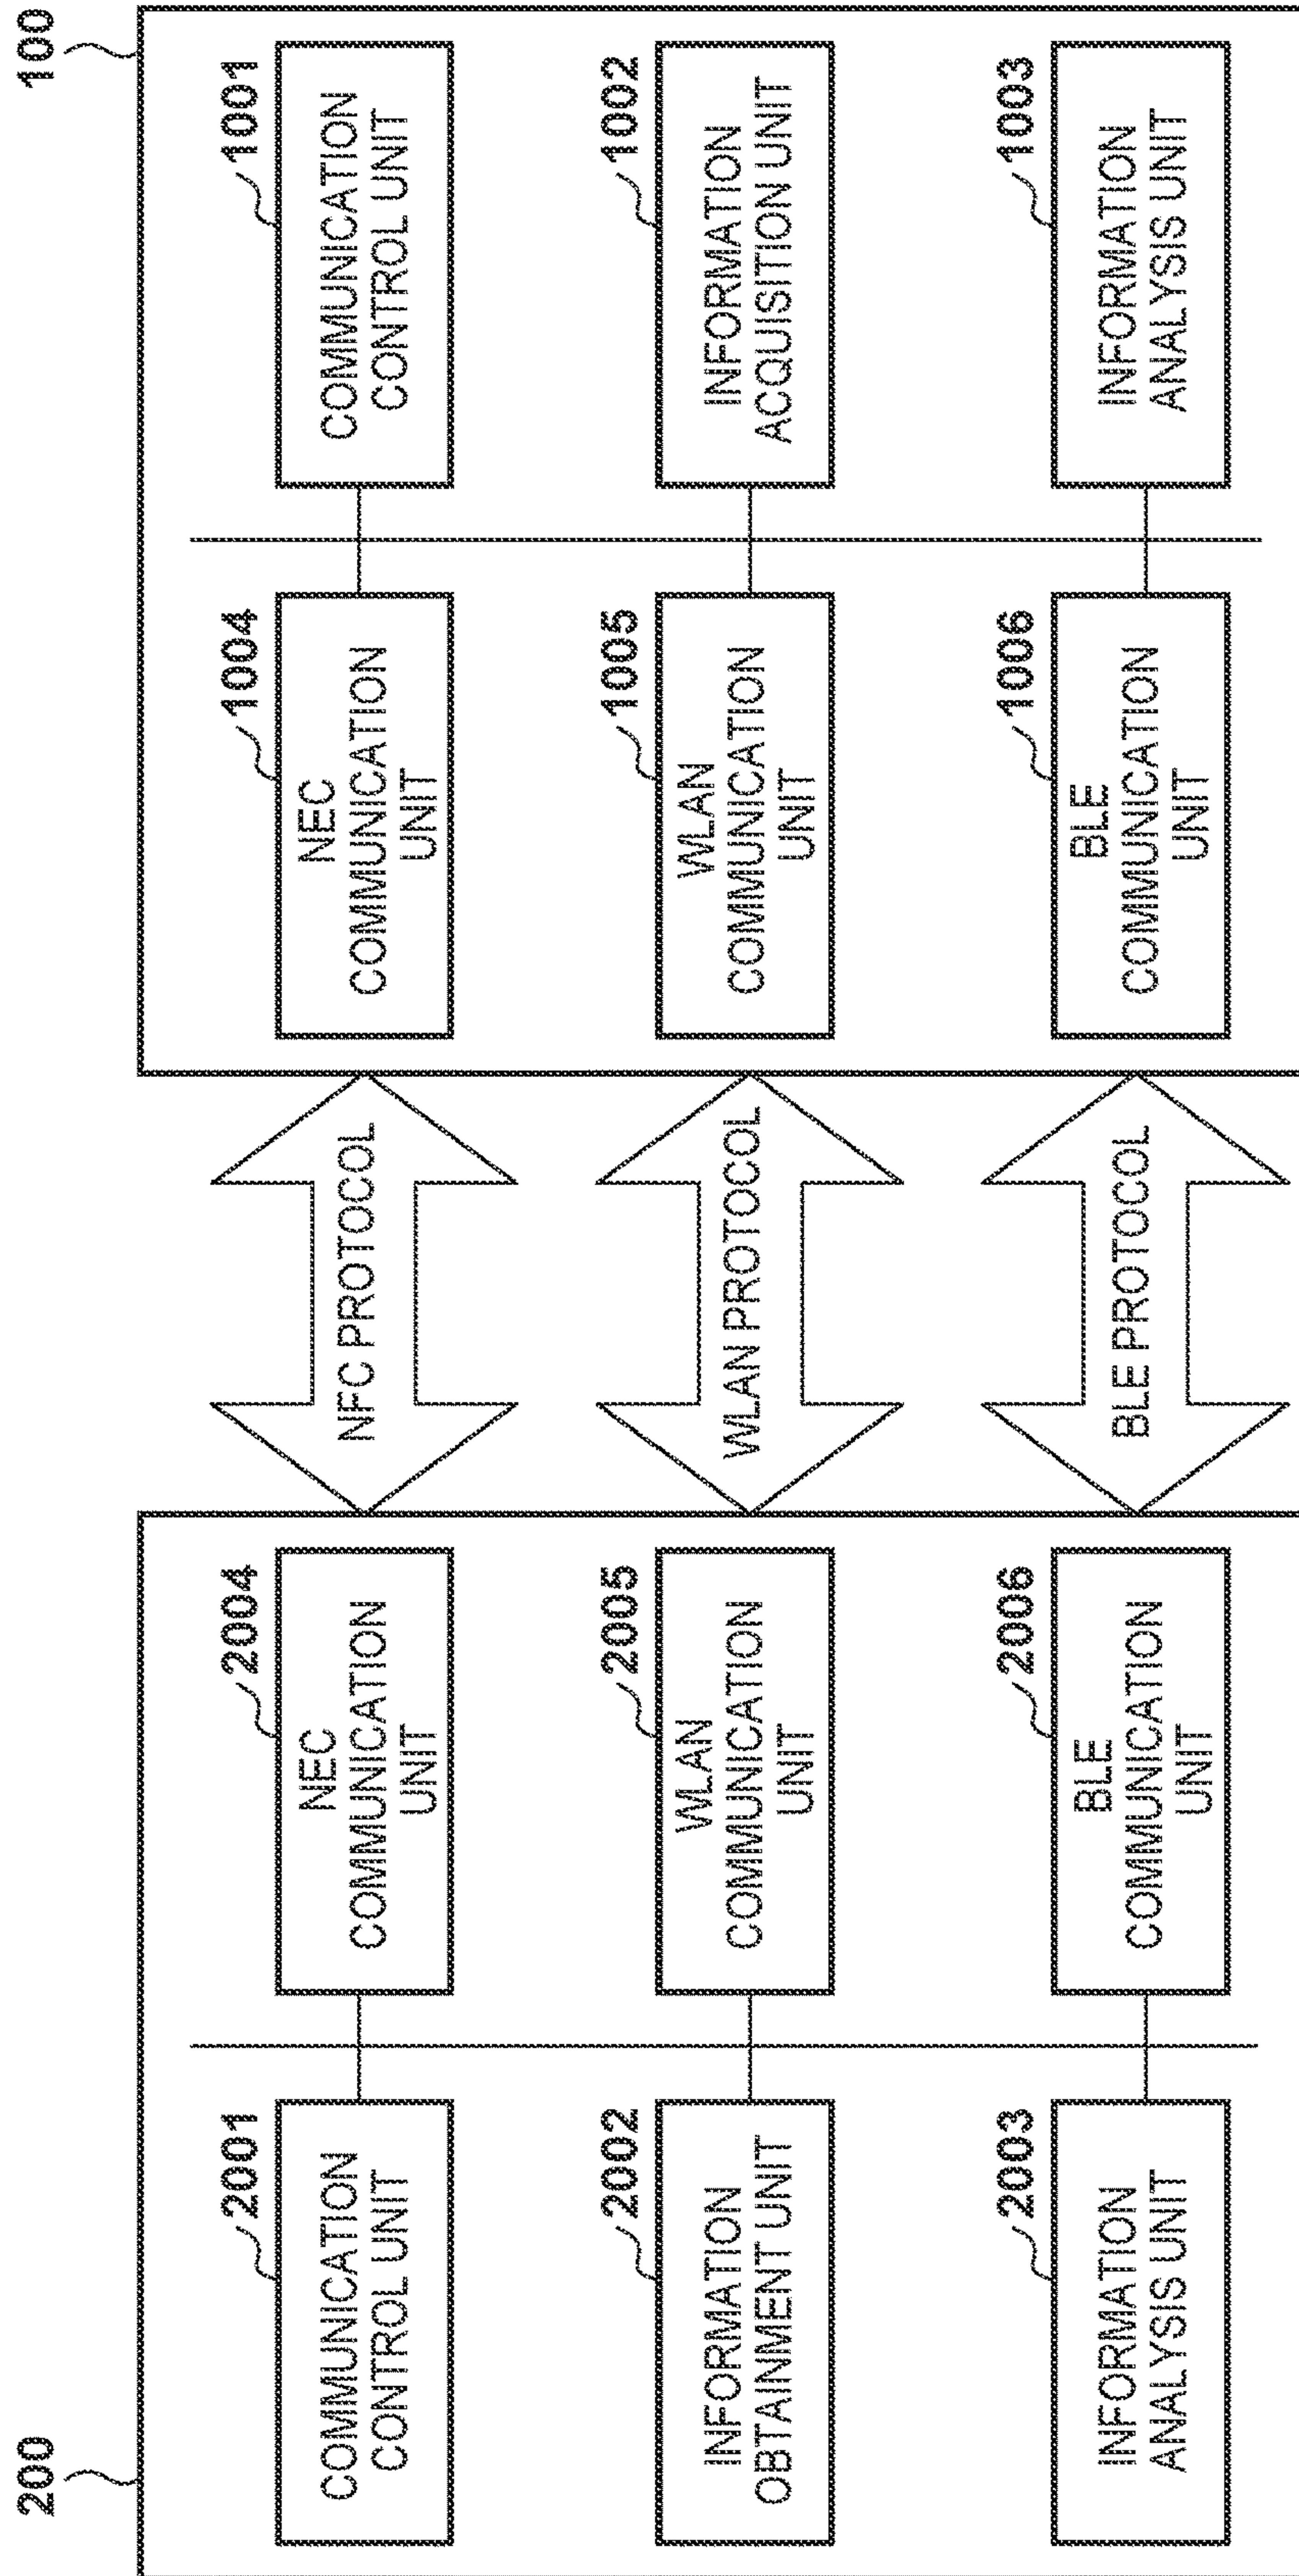 200
2001
COMMUNICATION
CONTROL UNIT
2002
INFORMATION
OBTAINMENT UNIT
2003
INFORMATION
ANALYSIS UNIT
2004
NEC
COMMUNICATION
UNIT
2005
WLAN
COMMUNICATION
UNIT
2006
BLE
COMMUNICATION
UNIT
NFC PROTOCOL
WLAN PROTOCOL
BLE PROTOCOL
100
1004
NEC
COMMUNICATION
UNIT
1005
WLAN
COMMUNICATION
UNIT
1006
BLE
COMMUNICATION
UNIT
1001
COMMUNICATION
CONTROL UNIT
1002
INFORMATION
ACQUISITION UNIT
1003
INFORMATION
ANALYSIS UNIT